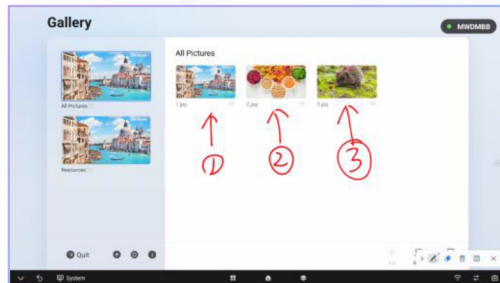 Gallery
MWDMBB
All Pictures
All Pictures
1.jpg
2.jpg
3.jpg
Resources
1
2
3
Quit
System